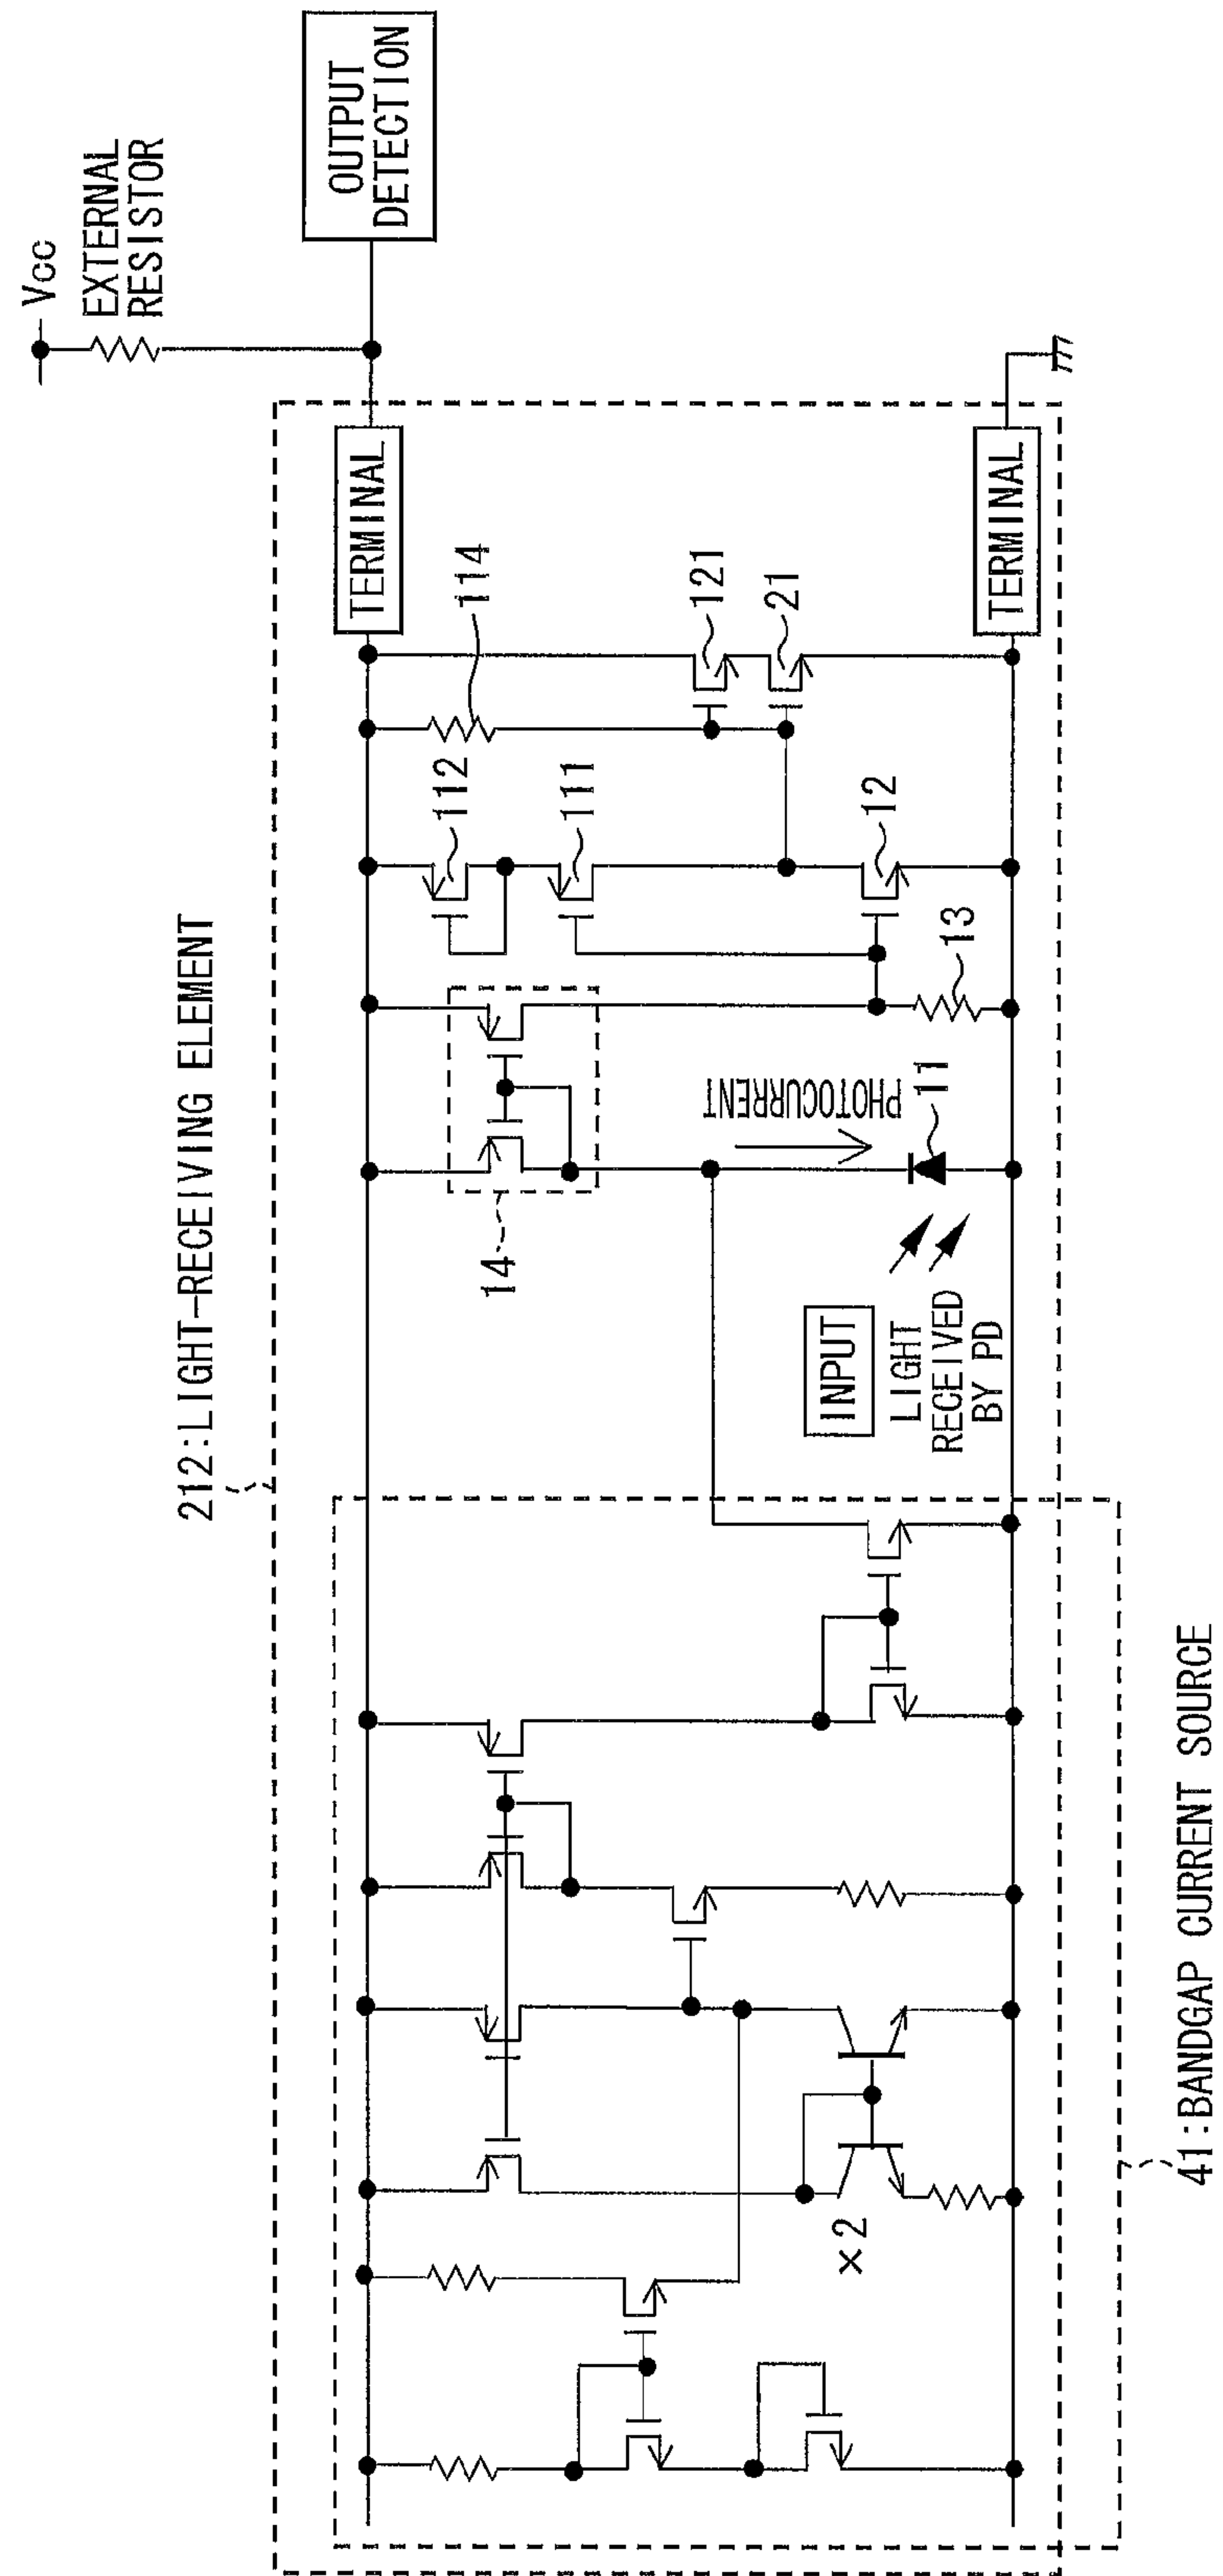 212:LIGHT-RECEIVING ELEMENT
Vcc
EXTERNAL
RESISTOR
OUTPUT
DETECTION
TERMINAL
114
112
111
121
21
12
13
14
PHOTOCURRENT
11
INPUT
LIGHT
RECEIVED
BY PD
TERMINAL
×2
41:BANDGAP CURRENT SOURCE